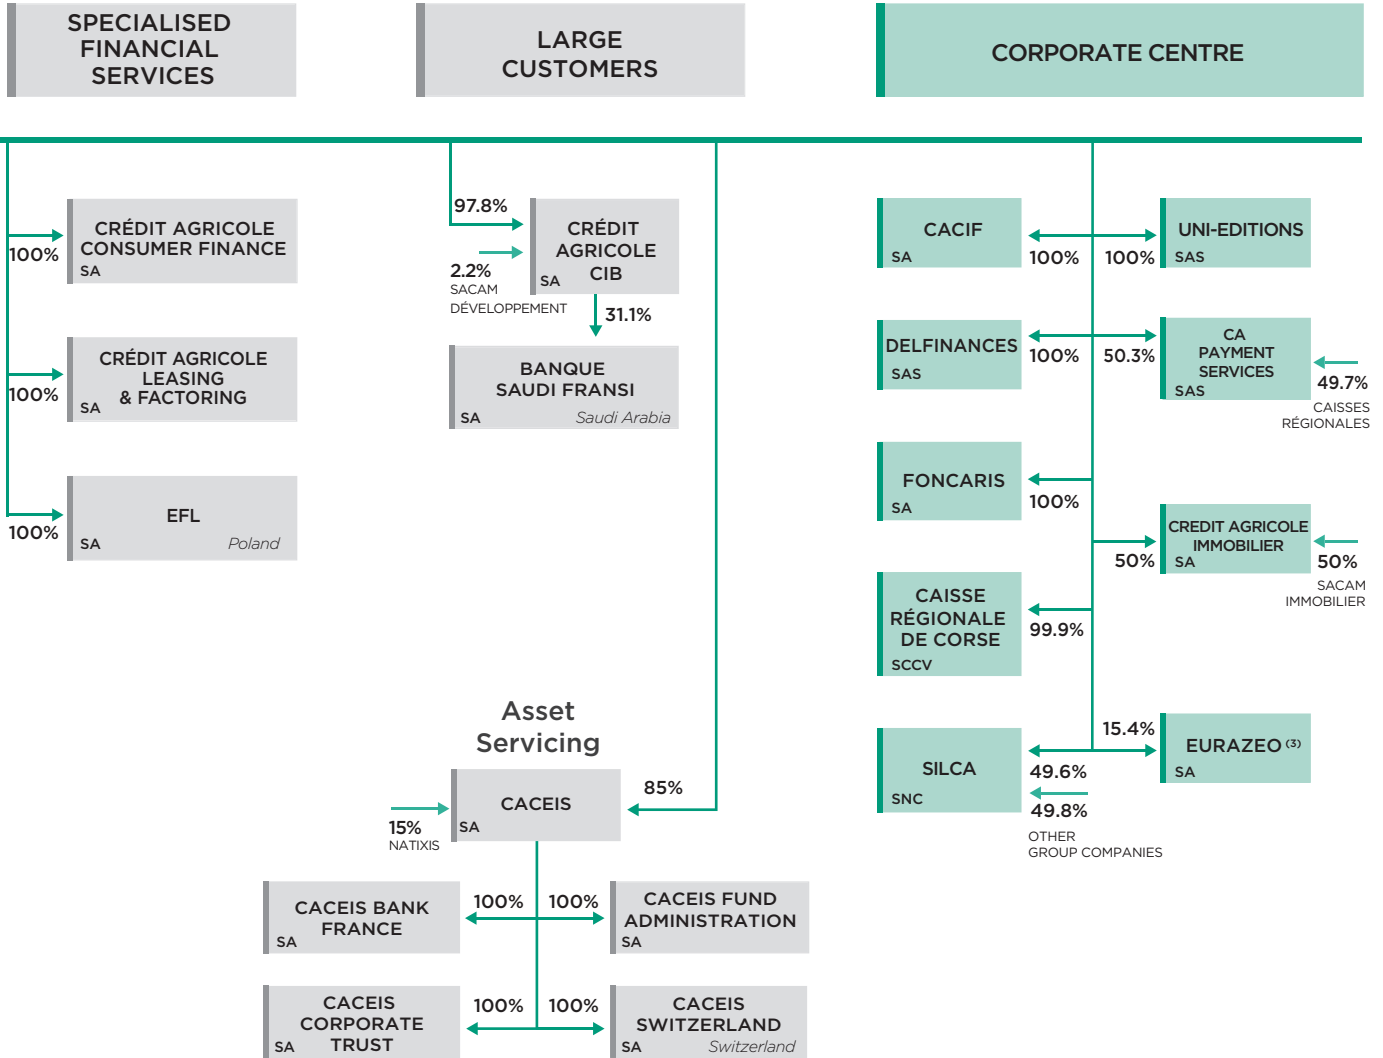 SPECIALISED
FINANCIAL
SERVICES
LARGE
CUSTOMERS
CORPORATE CENTRE
100%
CRÉDIT AGRICOLE
CONSUMER FINANCE
SA
100%
CRÉDIT AGRICOLE
LEASING
& FACTORING
SA
100%
EFL
SA
Poland
97.8%
2.2%
SACAM
DÉVELOPPEMENT
CRÉDIT
AGRICOLE
CIB
SA
31.1%
BANQUE
SAUDI FRANSI
SA
Saudi Arabia
Asset
Servicing
85%
15%
NATIXIS
CACEIS
SA
100%
100%
CACEIS BANK
FRANCE
SA
CACEIS FUND
ADMINISTRATION
SA
100%
100%
CACEIS
CORPORATE
TRUST
SA
CACEIS
SWITZERLAND
SA
Switzerland
CACIF
SA
100%
100%
UNI-EDITIONS
SAS
DELFINANCES
SAS
100%
50.3%
CA
PAYMENT
SERVICES
SAS
49.7%
CAISSES
RÉGIONALES
FONCARIS
SA
100%
50%
CREDIT AGRICOLE
IMMOBILIER
SA
50%
SACAM
IMMOBILIER
CAISSE
RÉGIONALE
DE CORSE
SCCV
99.9%
SILCA
SNC
49.6%
49.8%
OTHER
GROUP COMPANIES
15.4%
EURAZEO (3)
SA